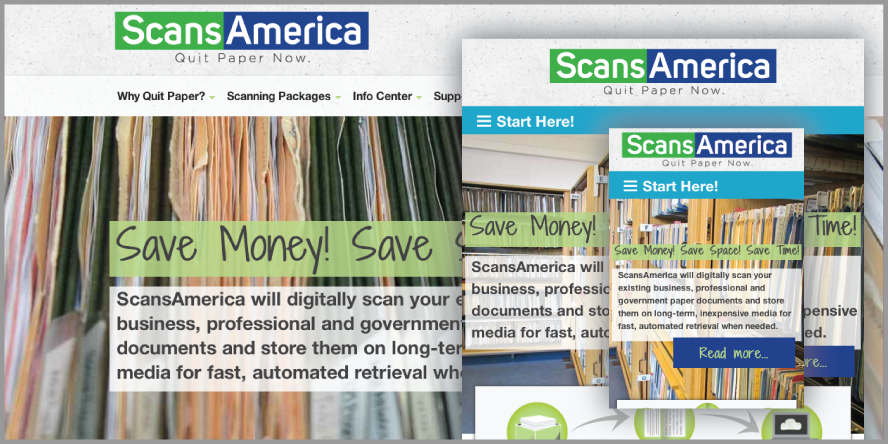 ScansAmerica
Quit Paper Now.
Why Quit Paper? Scanning Packages Info Center Supp
Save Money! Save S
ScansAmerica will digitally scan your e
business, professional and government
documents and store them on long-ter
media for fast, automated retrieval wh
ScansAmerica
Quit Paper Now.
Start Here!
Save Money! Time!
ScansAmerica will
business, professio
documents and sto pensive
media for fast, auto ed.
ore...
ScansAmerica
Quit Paper Now.
Start Here!
Save Money! Save Space! Save Time!
ScansAmerica will digitally scan your
existing business, professional and
government paper documents and store
them on long-term, inexpensive media for
fast, automated retrieval when needed.
Read more...